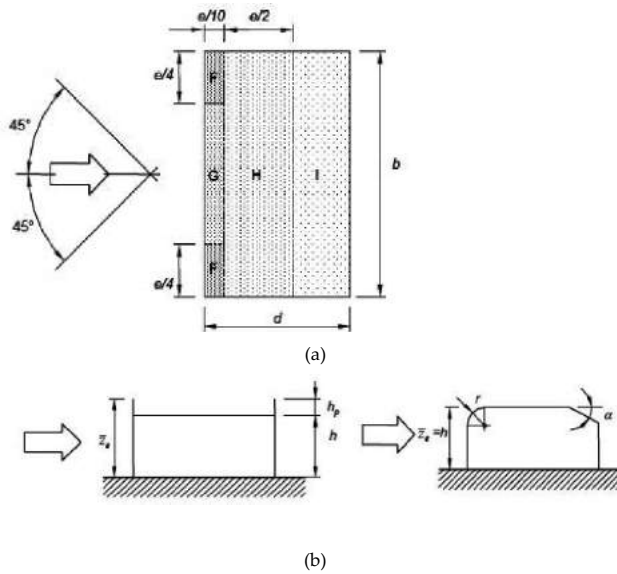 e/10 e/2
e/4
F
45°
G H I
b
45°
e/4
F
d
(a)
h_p
z_e
h
r
α
z_e =h
(b)